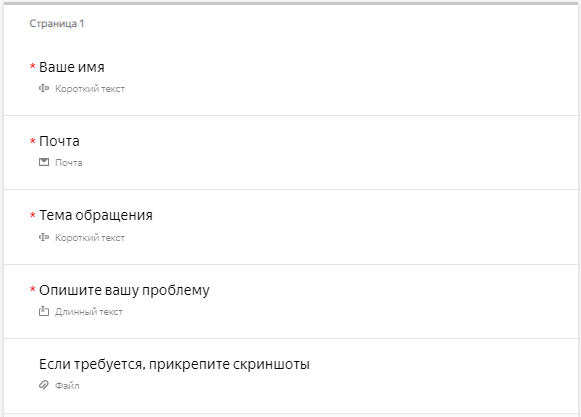 Страница 1
* Ваше имя
Короткий текст
* Почта
Почта
* Тема обращения
Короткий текст
* Опишите вашу проблему
Длинный текст
Если требуется, прикрепите скриншоты
Файл